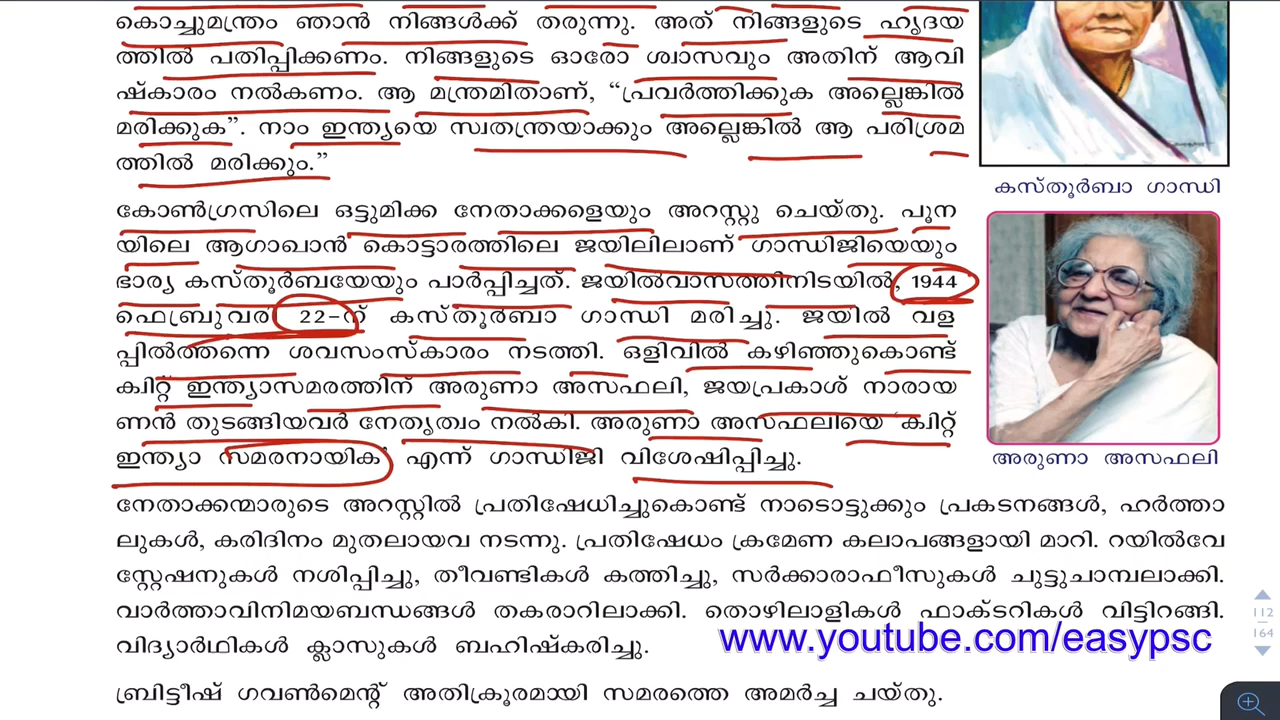 കൊച്ചുമന്ത്രം ഞാൻ നിങ്ങൾക്ക് തരുന്നു. അത് നിങ്ങളുടെ ഹൃദയ
ത്തിൽ പതിപ്പിക്കണം. നിങ്ങളുടെ ഓരോ ശ്വാസവും അതിന് ആവി
ഷ്കാരം നൽകണം. ആ മന്ത്രമിതാണ്, “പ്രവർത്തിക്കുക അല്ലെങ്കിൽ
മരിക്കുക”. നാം ഇന്ത്യയെ സ്വതന്ത്രയാക്കും അല്ലെങ്കിൽ ആ പരിശ്രമ
ത്തിൽ മരിക്കും.”
കസ്തൂർബാ ഗാന്ധി
കോൺഗ്രസിലെ ഒട്ടുമിക്ക നേതാക്കളെയും അറസ്റ്റു ചെയ്തു. പൂന
യിലെ ആഗാഖാൻ കൊട്ടാരത്തിലെ ജയിലിലാണ് ഗാന്ധിജിയെയും
ഭാര്യ കസ്തൂർബയേയും പാർപ്പിച്ചത്. ജയിൽവാസത്തിനിടയിൽ, 1944
ഫെബ്രുവരി 22-ന് കസ്തൂർബാ ഗാന്ധി മരിച്ചു. ജയിൽ വള
പ്പിൽത്തന്നെ ശവസംസ്കാരം നടത്തി. ഒളിവിൽ കഴിഞ്ഞുകൊണ്ട്
ക്വിറ്റ് ഇന്ത്യാസമരത്തിന് അരുണാ അസഫലി, ജയപ്രകാശ് നാരായ
ണൻ തുടങ്ങിയവർ നേതൃത്വം നൽകി. അരുണാ അസഫലിയെ ക്വിറ്റ്
ഇന്ത്യാ സമരനായിക' എന്ന് ഗാന്ധിജി വിശേഷിപ്പിച്ചു.
അരുണാ അസഫലി
നേതാക്കന്മാരുടെ അറസ്റ്റിൽ പ്രതിഷേധിച്ചുകൊണ്ട് നാടൊട്ടുക്കും പ്രകടനങ്ങൾ, ഹർത്താ
ലുകൾ, കരിദിനം മുതലായവ നടന്നു. പ്രതിഷേധം ക്രമേണ കലാപങ്ങളായി മാറി. റയിൽവേ
സ്റ്റേഷനുകൾ നശിപ്പിച്ചു, തീവണ്ടികൾ കത്തിച്ചു, സർക്കാരാഫീസുകൾ ചുട്ടുചാമ്പലാക്കി.
വാർത്താവിനിമയബന്ധങ്ങൾ തകരാറിലാക്കി. തൊഴിലാളികൾ ഫാക്ടറികൾ വിട്ടിറങ്ങി.
വിദ്യാർഥികൾ ക്ലാസുകൾ ബഹിഷ്കരിച്ചു.
www.youtube.com/easypsc
ബ്രിട്ടീഷ് ഗവൺമെന്റ് അതിക്രൂരമായി സമരത്തെ അമർച്ച ചയ്തു.
112
164